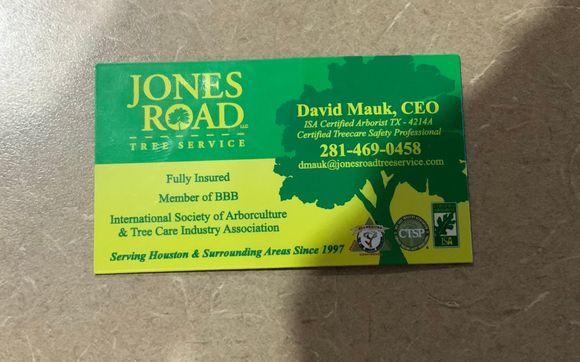 JONES
ROAD LLC
TREE SERVICE
David Mauk, CEO
ISA Certified Arborist TX - 4214A
Certified Treecare Safety Professional
281-469-0458
dmauk@jonesroadtreeservice.com
Fully Insured
Member of BBB
International Society of Arborculture
& Tree Care Industry Association
Serving Houston & Surrounding Areas Since 1997
CTSP
ISA